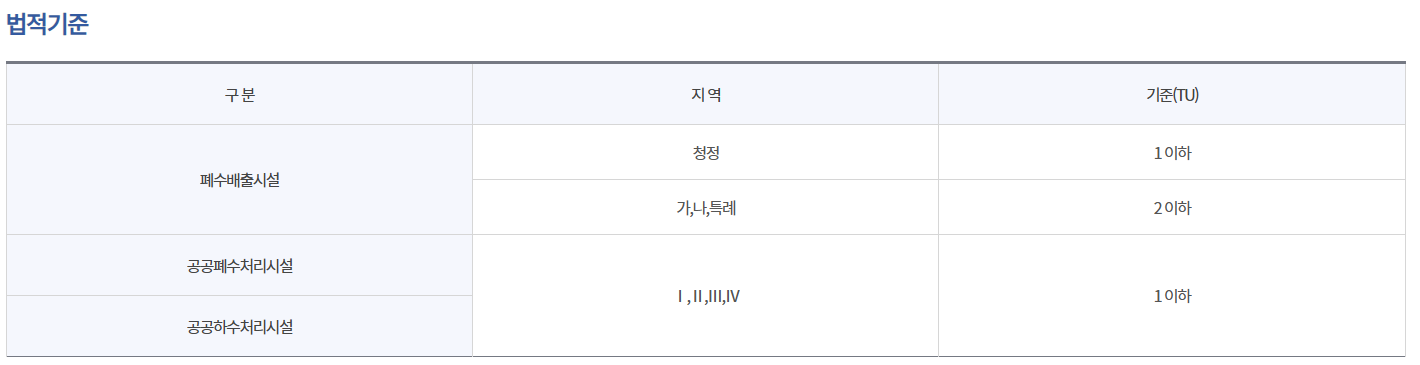 법적기준
구 분
지 역
기준(TU)
폐수배출시설
청정
1 이하
가,나,특례
2 이하
공공폐수처리시설
Ⅰ,Ⅱ,Ⅲ,Ⅳ
1 이하
공공하수처리시설